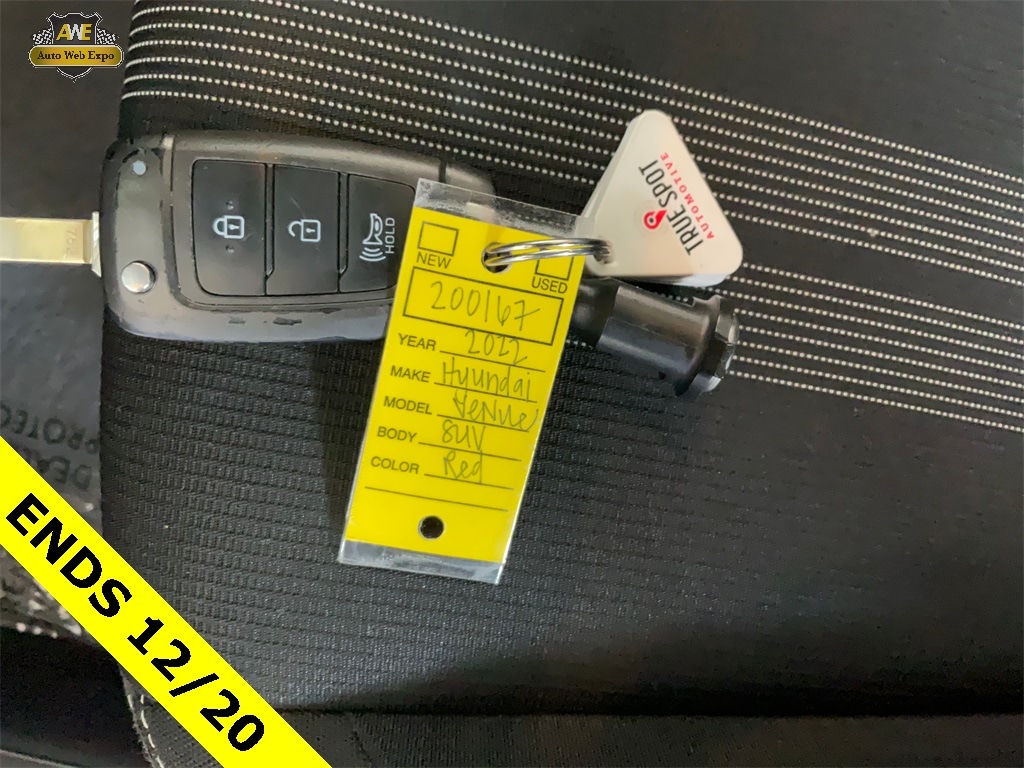 AWE
Auto Web Expo
HOLD
TRUE SPOT
AUTOMOTIVE
NEW
USED
200167
YEAR 2022
MAKE Hyundai
MODEL Venue
BODY SUV
COLOR Red
ENDS 12/20